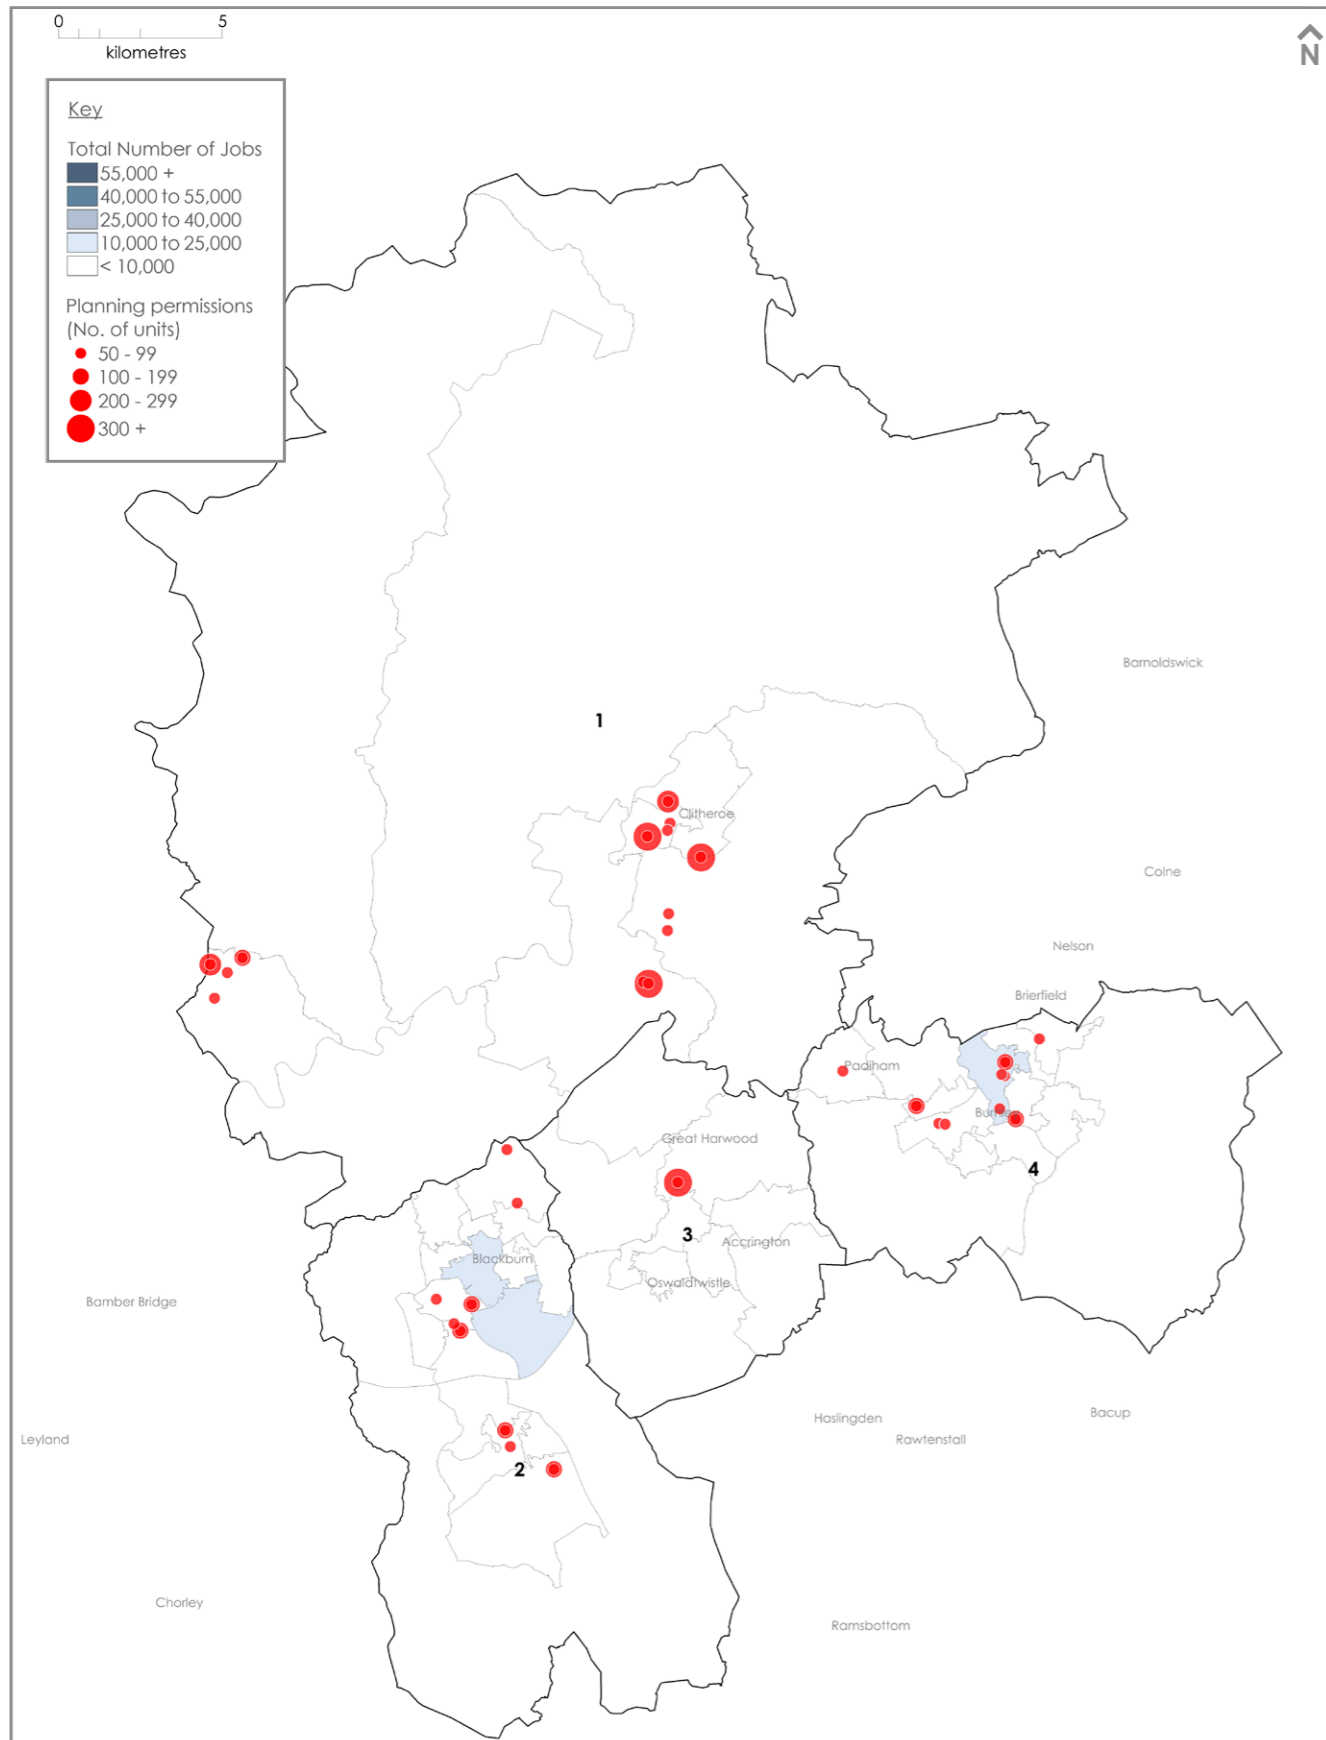 0
5
kilometres
N
Key
Total Number of Jobs
55,000 +
40,000 to 55,000
25,000 to 40,000
10,000 to 25,000
< 10,000
Planning permissions
(No. of units)
50 - 99
100 - 199
200 - 299
300 +
Barnoldswick
1
Clitheroe
Colne
Nelson
Brierfield
Padiham
Burnley
Great Harwood
4
3
Accrington
Blackburn
Oswaldtwistle
Bamber Bridge
Bacup
Haslingden
Leyland
Rawtenstall
2
Chorley
Ramsbottom